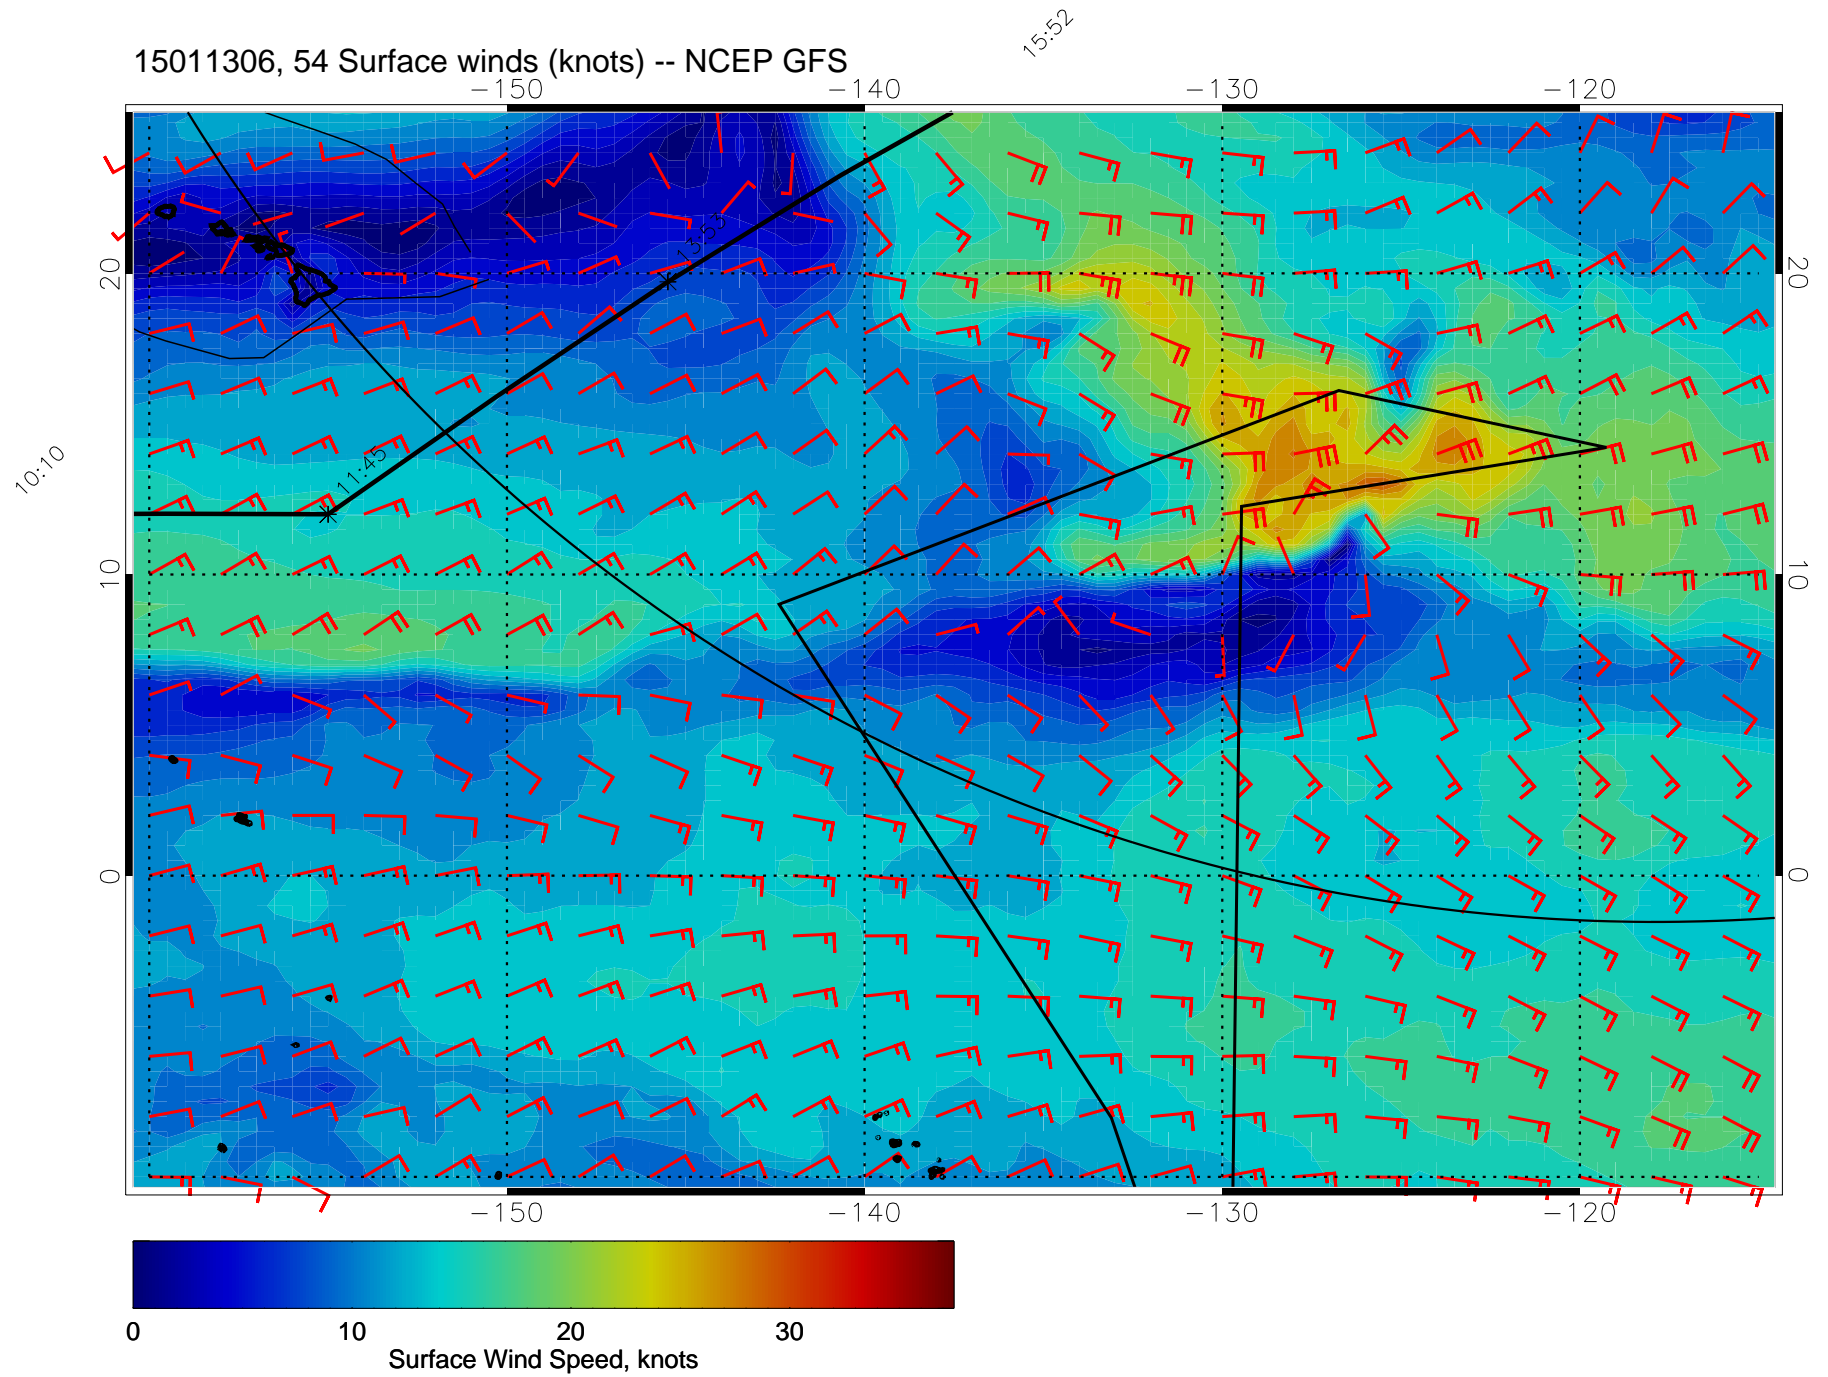 15:52
15011306, 54 Surface winds (knots) -- NCEP GFS
-150 -140 -130 -120
13:53
20 20
11:45
10:10
10 10
0 0
-150 -140 -130 -120
0 10 20 30
Surface Wind Speed, knots